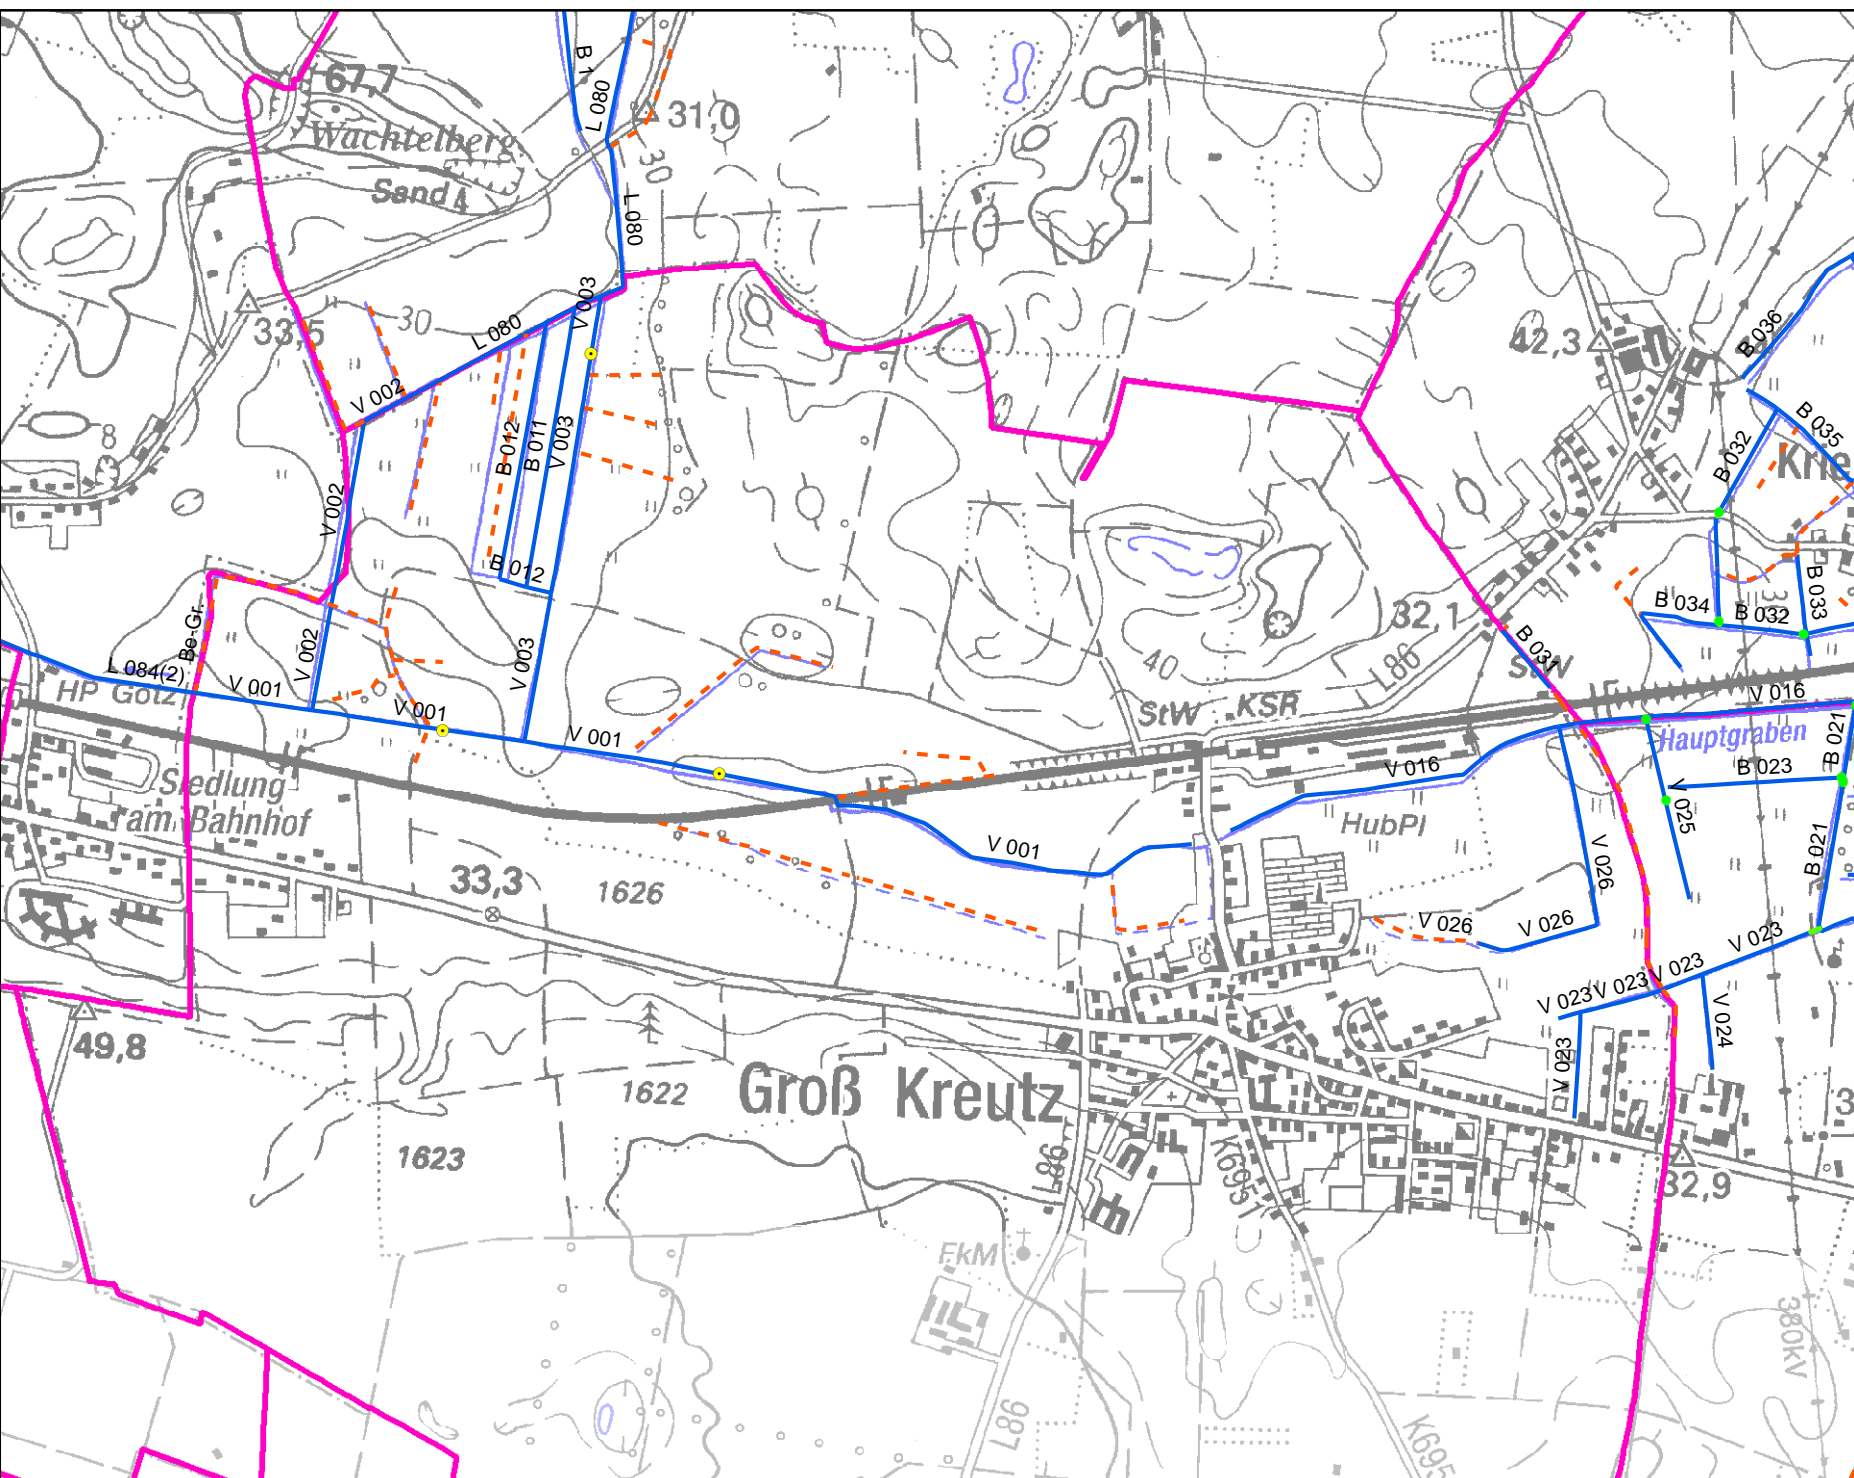 B 1
L 080
67,7
31,0
Wachtelberg
30
Sand
L 080
V 003
30
33,5
L 080
42,3
B 036
V 002
B 035
B 032
B 012
B 011
V 003
8
V 002
B 012
B 034
B 032
B 033
32,1
Be-Gr.
V 002
V 003
40
L86
B 031
StW
L 084(2)
HP Götz
V 001
V 001
V 001
StW
KSR
V 016
Hauptgraben
B 021
B 023
V 016
V 025
Siedlung
am Bahnhof
HubPl
V 001
V 026
B 021
33,3
1626
V 026
V 026
V 023
V 023
V 023
V 023
V 024
V 023
49,8
1622
Groß Kreutz
1623
L86
K6951
32,9
FkM
380kV
L86
K695